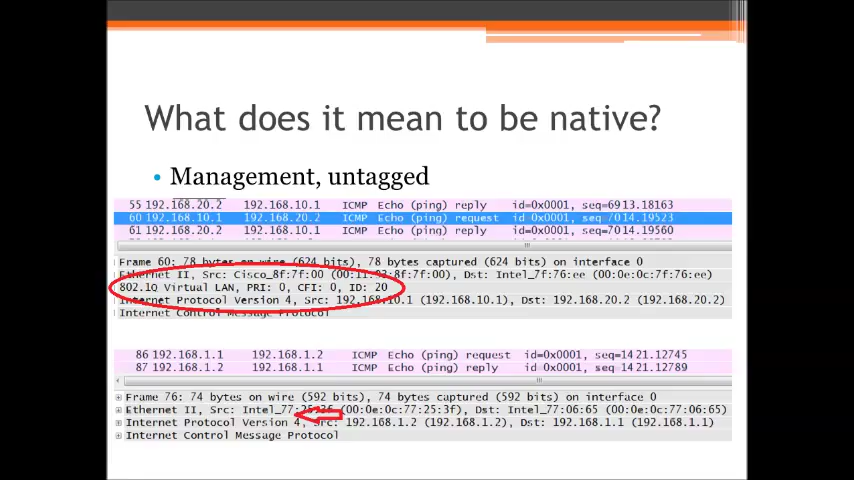 What does it mean to be native?
• Management, untagged
55 192.168.20.2 192.168.10.1 ICMP Echo (ping) reply id=0x0001, seq=6913.18163
60 192.168.10.1 192.168.20.2 ICMP Echo (ping) request id=0x0001, seq 7014.19523
61 192.168.20.2 192.168.10.1 ICMP Echo (ping) reply id=0x0001, seq=7014.19560
Frame 60: 78 bytes on wire (624 bits), 78 bytes captured (624 bits) on interface 0
Ethernet II, Src: Cisco_8f:7f:00 (00:11:93:8f:7f:00), Dst: Intel_7f:76:ee (00:0e:0c:7f:76:ee)
802.1Q Virtual LAN, PRI: 0, CFI: 0, ID: 20
Internet Protocol Version 4, Src: 192.168.10.1 (192.168.10.1), Dst: 192.168.20.2 (192.168.20.2)
Internet Control Message Protocol
86 192.168.1.1 192.168.1.2 ICMP Echo (ping) request id=0x0001, seq=1421.12745
87 192.168.1.2 192.168.1.1 ICMP Echo (ping) reply id=0x0001, seq=1421.12789
Frame 76: 74 bytes on wire (592 bits), 74 bytes captured (592 bits) on interface 0
Ethernet II, Src: Intel_77:25:3f (00:0e:0c:77:25:3f), Dst: Intel_77:06:65 (00:0e:0c:77:06:65)
Internet Protocol Version 4, Src: 192.168.1.2 (192.168.1.2), Dst: 192.168.1.1 (192.168.1.1)
Internet Control Message Protocol